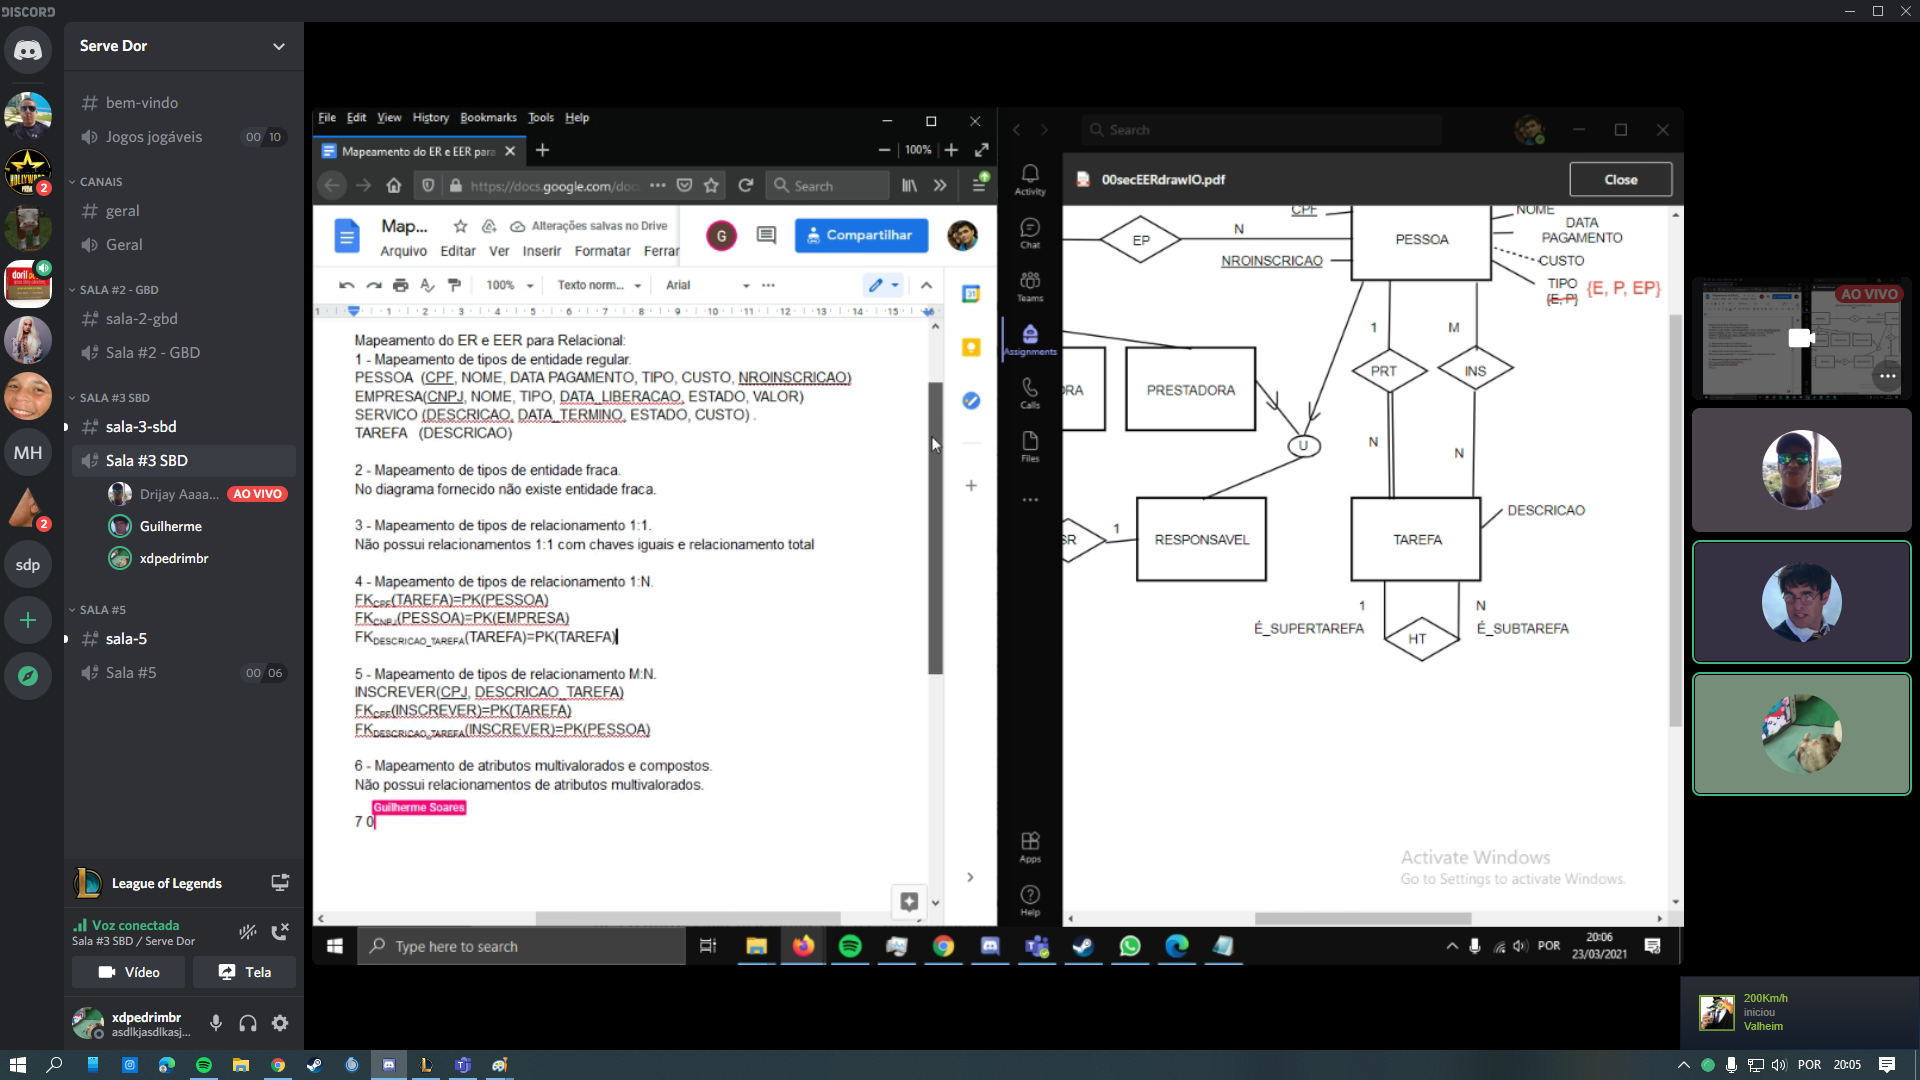 DISCORD
Serve Dor
bem-vindo
Jogos jogáveis
00 10
CANAIS
geral
Geral
SALA #2 - GBD
sala-2-gbd
Sala #2 - GBD
SALA #3 SBD
sala-3-sbd
Sala #3 SBD
Drijay Aaaa...
AO VIVO
Guilherme
xdpedrimbr
SALA #5
sala-5
Sala #5
00 06
2
MH
2
sdp
League of Legends
Voz conectada
Sala #3 SBD / Serve Dor
Vídeo
Tela
xdpedrimbr
asdlkjasdlkasj...
File Edit View History Bookmarks Tools Help
Mapeamento do ER e EER para
100%
https://docs.google.com/doc
Search
Map...
Alterações salvas no Drive
Arquivo Editar Ver Inserir Formatar Ferrar
G
Compartilhar
100%
Texto norm...
Arial
Mapeamento do ER e EER para Relacional:
1 - Mapeamento de tipos de entidade regular.
PESSOA (CPF, NOME, DATA PAGAMENTO, TIPO, CUSTO, NROINSCRICAO)
EMPRESA(CNPJ, NOME, TIPO, DATA_LIBERACAO, ESTADO, VALOR)
SERVICO (DESCRICAO, DATA_TERMINO, ESTADO, CUSTO) .
TAREFA (DESCRICAO)
2 - Mapeamento de tipos de entidade fraca.
No diagrama fornecido não existe entidade fraca.
3 - Mapeamento de tipos de relacionamento 1:1.
Não possui relacionamentos 1:1 com chaves iguais e relacionamento total
4 - Mapeamento de tipos de relacionamento 1:N.
FKCPF(TAREFA)=PK(PESSOA)
FKCNPJ(PESSOA)=PK(EMPRESA)
FKDESCRICAO_TAREFA(TAREFA)=PK(TAREFA)
5 - Mapeamento de tipos de relacionamento M:N.
INSCREVER(CPJ, DESCRICAO_TAREFA)
FKCPF(INSCREVER)=PK(TAREFA)
FKDESCRICAO_TAREFA(INSCREVER)=PK(PESSOA)
6 - Mapeamento de atributos multivalorados e compostos.
Não possui relacionamentos de atributos multivalorados.
Guilherme Soares
7 0
Type here to search
Search
Activity
Chat
Teams
Assignments
Calls
Files
Apps
Help
00secEERdrawIO.pdf
Close
CPF
NOME
DATA
PAGAMENTO
CUSTO
TIPO
{E, P}
{E, P, EP}
EP
N
NROINSCRICAO
PESSOA
1
M
PRT
INS
N
N
ORA
PRESTADORA
U
SR
1
RESPONSAVEL
TAREFA
DESCRICAO
1
N
É_SUPERTAREFA
HT
É_SUBTAREFA
Activate Windows
Go to Settings to activate Windows.
POR
20:06
23/03/2021
AO VIVO
200Km/h
iniciou
Valheim
POR
20:05